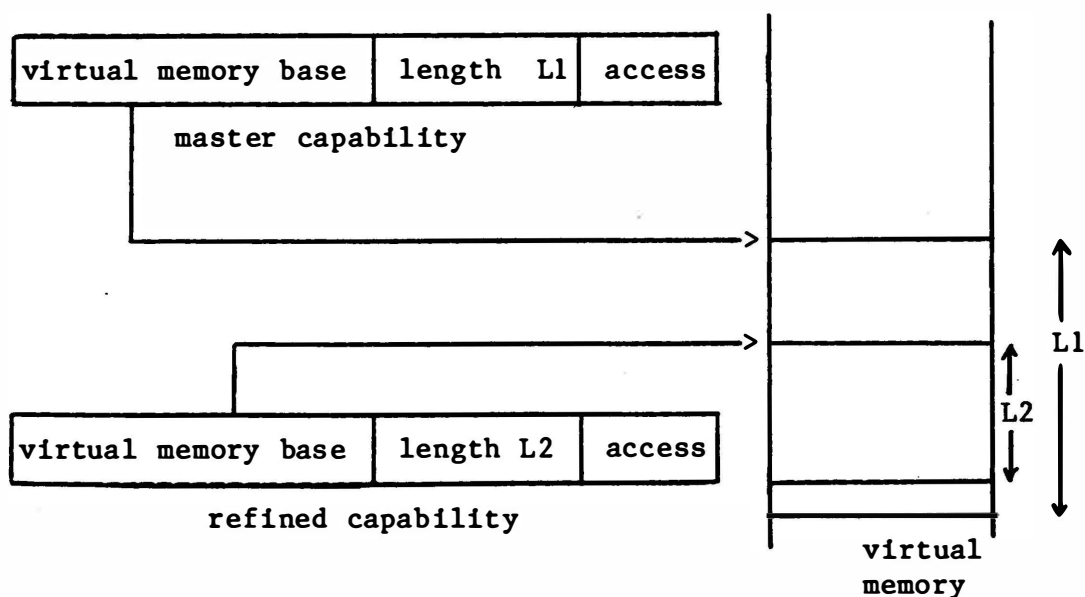 virtual memory base length L1 access
master capability
L1
L2
virtual memory base length L2 access
refined capability
virtual
memory